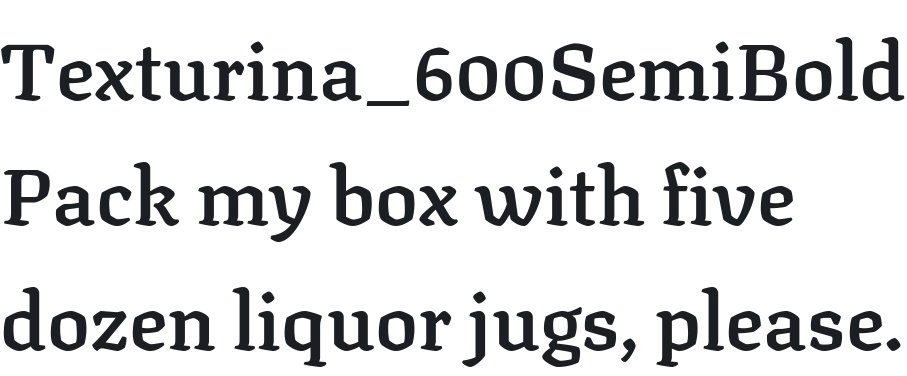 Texturina_600SemiBold
Pack my box with five
dozen liquor jugs, please.